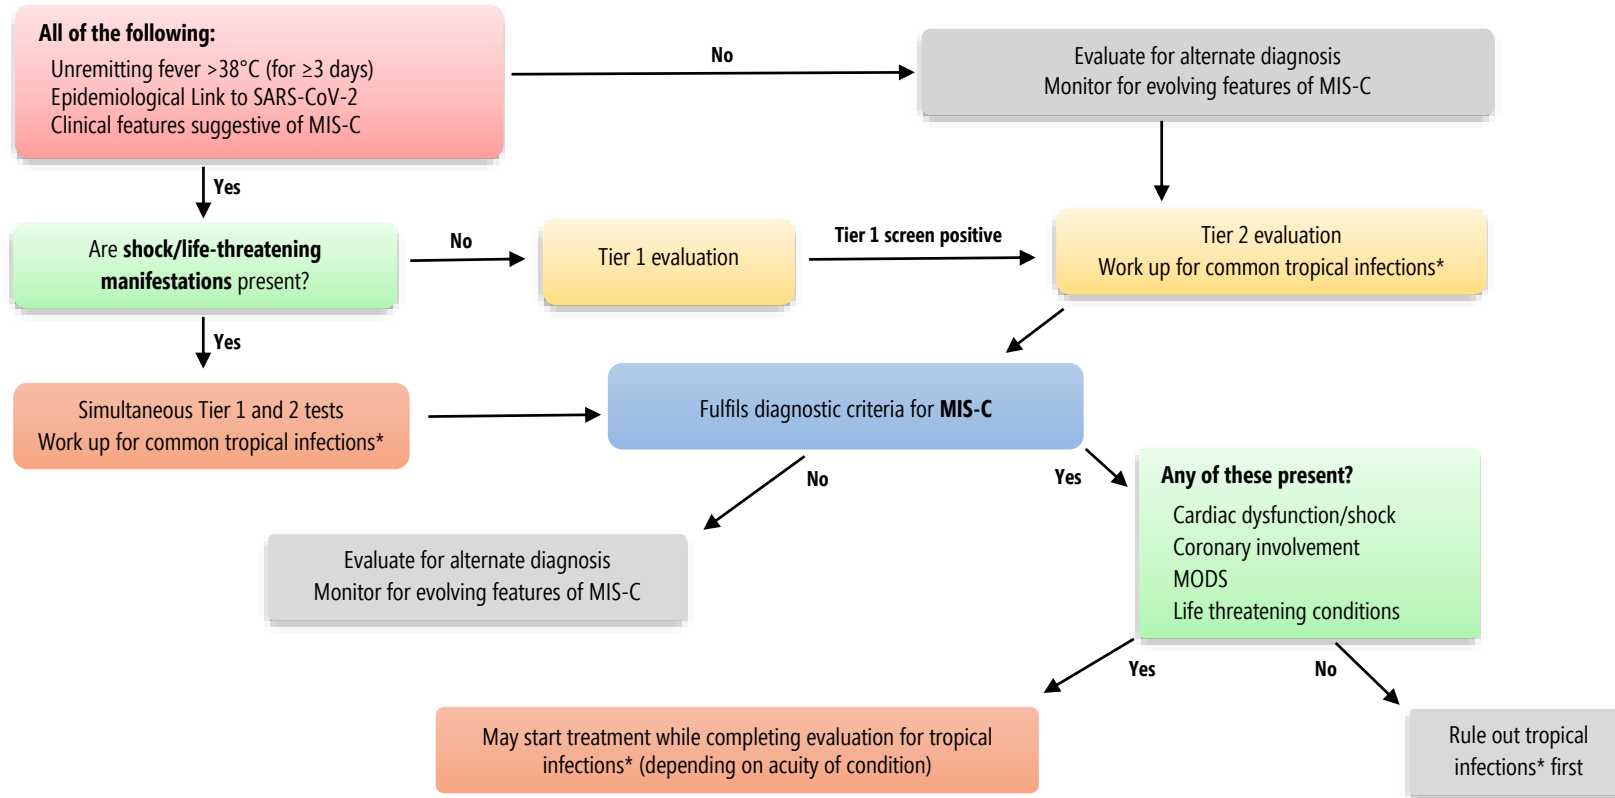 All of the following:
Unremitting fever >38°C (for ≥3 days)
Epidemiological Link to SARS-CoV-2
Clinical features suggestive of MIS-C
No
Evaluate for alternate diagnosis
Monitor for evolving features of MIS-C
Yes
Are shock/life-threatening
manifestations present?
No
Tier 1 evaluation
Tier 1 screen positive
Tier 2 evaluation
Work up for common tropical infections*
Yes
Simultaneous Tier 1 and 2 tests
Work up for common tropical infections*
Fulfils diagnostic criteria for MIS-C
No
Yes
Evaluate for alternate diagnosis
Monitor for evolving features of MIS-C
Any of these present?
Cardiac dysfunction/shock
Coronary involvement
MODS
Life threatening conditions
Yes
No
May start treatment while completing evaluation for tropical
infections* (depending on acuity of condition)
Rule out tropical
infections* first